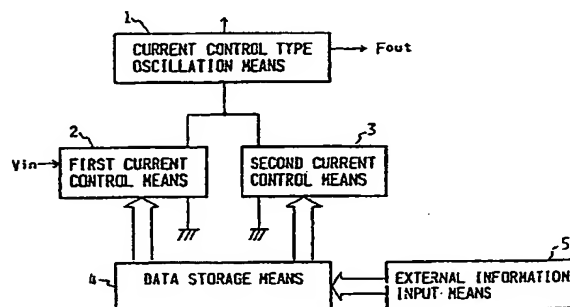 1
CURRENT CONTROL TYPE
OSCILLATION MEANS
Fout
2
3
Vin
FIRST CURRENT
CONTROL MEANS
SECOND CURRENT
CONTROL MEANS
5
4
DATA STORAGE MEANS
EXTERNAL INFORMATION
INPUT MEANS